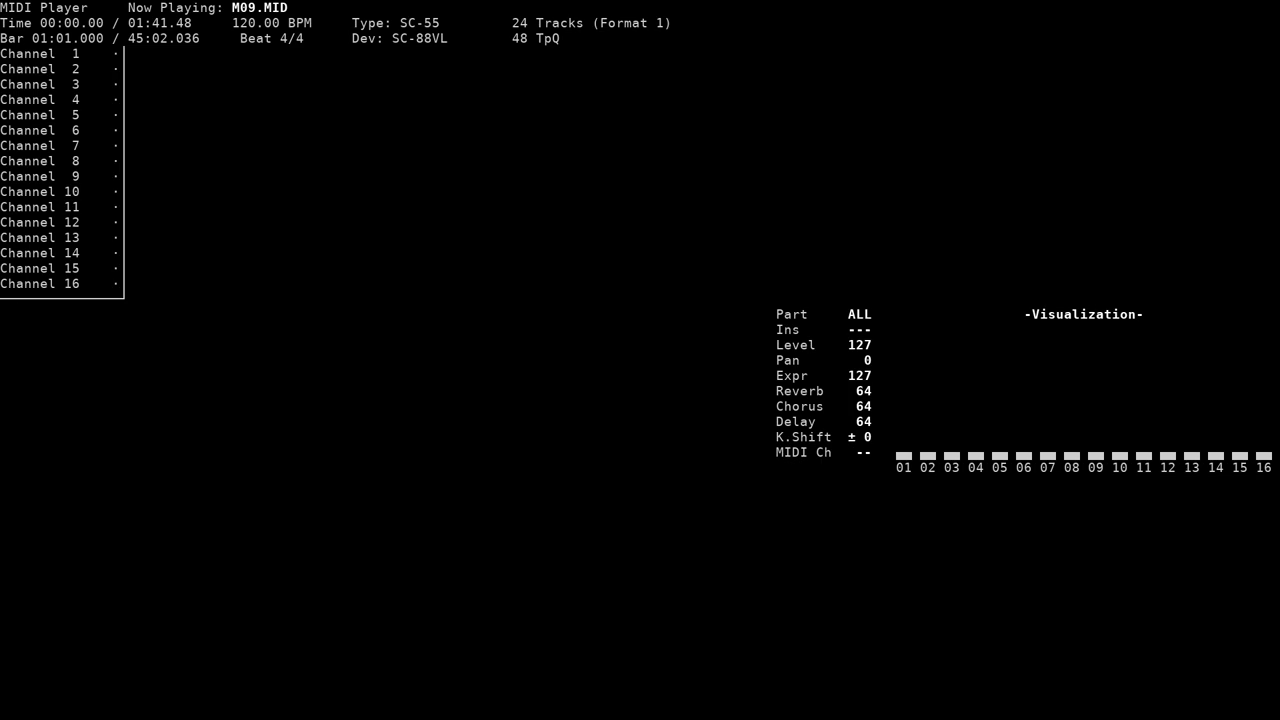 MIDI Player     Now Playing: M09.MID
Time 00:00.00 / 01:41.48     120.00 BPM     Type: SC-55         24 Tracks (Format 1)
Bar 01:01.000 / 45:02.036     Beat 4/4      Dev: SC-88VL        48 TpQ
Channel  1    ·
Channel  2    ·
Channel  3    ·
Channel  4    ·
Channel  5    ·
Channel  6    ·
Channel  7    ·
Channel  8    ·
Channel  9    ·
Channel 10    ·
Channel 11    ·
Channel 12    ·
Channel 13    ·
Channel 14    ·
Channel 15    ·
Channel 16    ·
Part     ALL     -Visualization-
Ins      ---
Level    127
Pan        0
Expr     127
Reverb    64
Chorus    64
Delay     64
K.Shift  ± 0
MIDI Ch   --
01 02 03 04 05 06 07 08 09 10 11 12 13 14 15 16